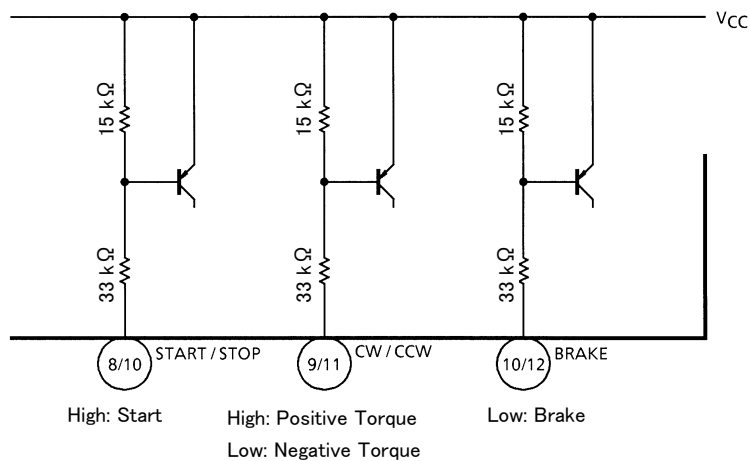 VCC
15 kΩ
15 kΩ
15 kΩ
33 kΩ
33 kΩ
33 kΩ
8/10
START / STOP
9/11
CW / CCW
10/12
BRAKE
High: Start
High: Positive Torque
Low: Negative Torque
Low: Brake